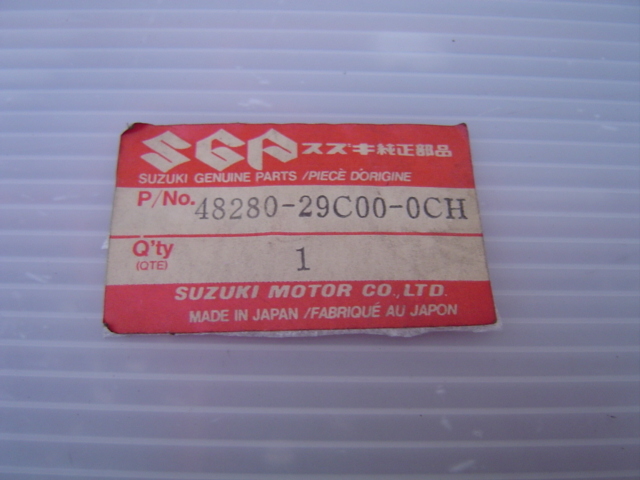 SGP スズキ純正部品
SUZUKI GENUINE PARTS /PIECÈ D'ORIGINE
P/No. 48280-29C00-0CH
Q'ty 1
(QTE)
SUZUKI MOTOR CO.,LTD.
MADE IN JAPAN /FABRIQUÉ AU JAPON